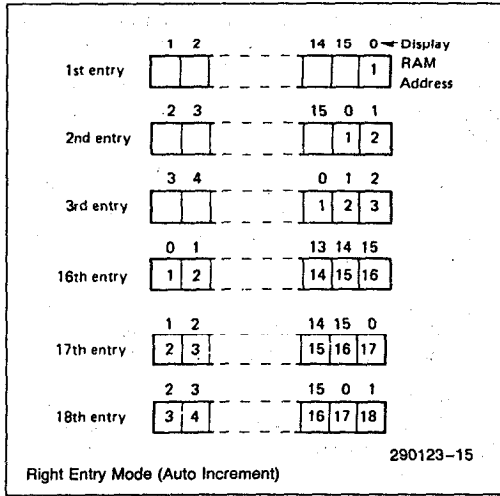 1 2 14 15 0 Display
RAM
Address
1st entry 1
2 3 15 0 1
2nd entry 1 2
3 4 0 1 2
3rd entry 1 2 3
0 1 13 14 15
16th entry 1 2 14 15 16
1 2 14 15 0
17th entry 2 3 15 16 17
2 3 15 0 1
18th entry 3 4 16 17 18
290123-15
Right Entry Mode (Auto Increment)